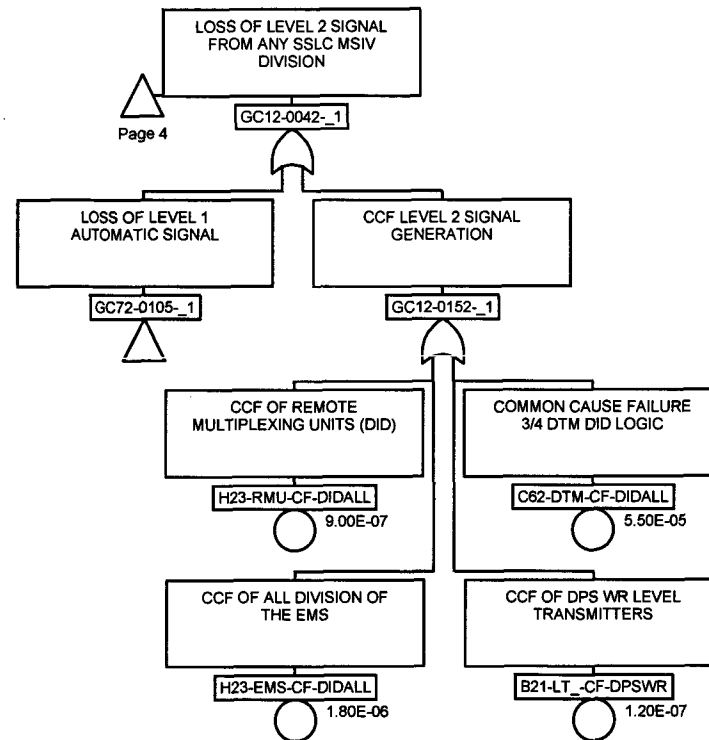 LOSS OF LEVEL 2 SIGNAL
FROM ANY SSLC MSIV
DIVISION
Page 4
GC12-0042-_1
LOSS OF LEVEL 1
AUTOMATIC SIGNAL
GC72-0105-_1
CCF LEVEL 2 SIGNAL
GENERATION
GC12-0152-_1
CCF OF REMOTE
MULTIPLEXING UNITS (DID)
H23-RMU-CF-DIDALL
9.00E-07
COMMON CAUSE FAILURE
3/4 DTM DID LOGIC
C62-DTM-CF-DIDALL
5.50E-05
CCF OF ALL DIVISION OF
THE EMS
H23-EMS-CF-DIDALL
1.80E-06
CCF OF DPS WR LEVEL
TRANSMITTERS
B21-LT_-CF-DPSWR
1.20E-07